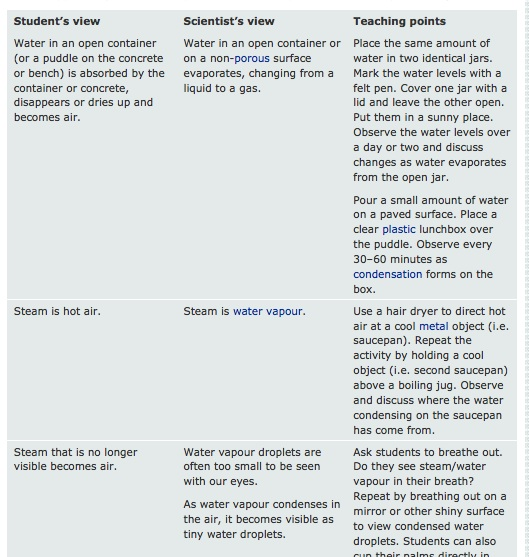 Student's view
Scientist's view
Teaching points
Water in an open container
(or a puddle on the concrete
or bench) is absorbed by the
container or concrete,
disappears or dries up and
becomes air.
Water in an open container or
on a non-porous surface
evaporates, changing from a
liquid to a gas.
Place the same amount of
water in two identical jars.
Mark the water levels with a
felt pen. Cover one jar with a
lid and leave the other open.
Put them in a sunny place.
Observe the water levels over
a day or two and discuss
changes as water evaporates
from the open jar.
Pour a small amount of water
on a paved surface. Place a
clear plastic lunchbox over
the puddle. Observe every
30–60 minutes as
condensation forms on the
box.
Steam is hot air.
Steam is water vapour.
Use a hair dryer to direct hot
air at a cool metal object (i.e.
saucepan). Repeat the
activity by holding a cool
object (i.e. second saucepan)
above a boiling jug. Observe
and discuss where the water
condensing on the saucepan
has come from.
Steam that is no longer
visible becomes air.
Water vapour droplets are
often too small to be seen
with our eyes.
As water vapour condenses in
the air, it becomes visible as
tiny water droplets.
Ask students to breathe out.
Do they see steam/water
vapour in their breath?
Repeat by breathing out on a
mirror or other shiny surface
to view condensed water
droplets. Students can also
cup their palms directly in